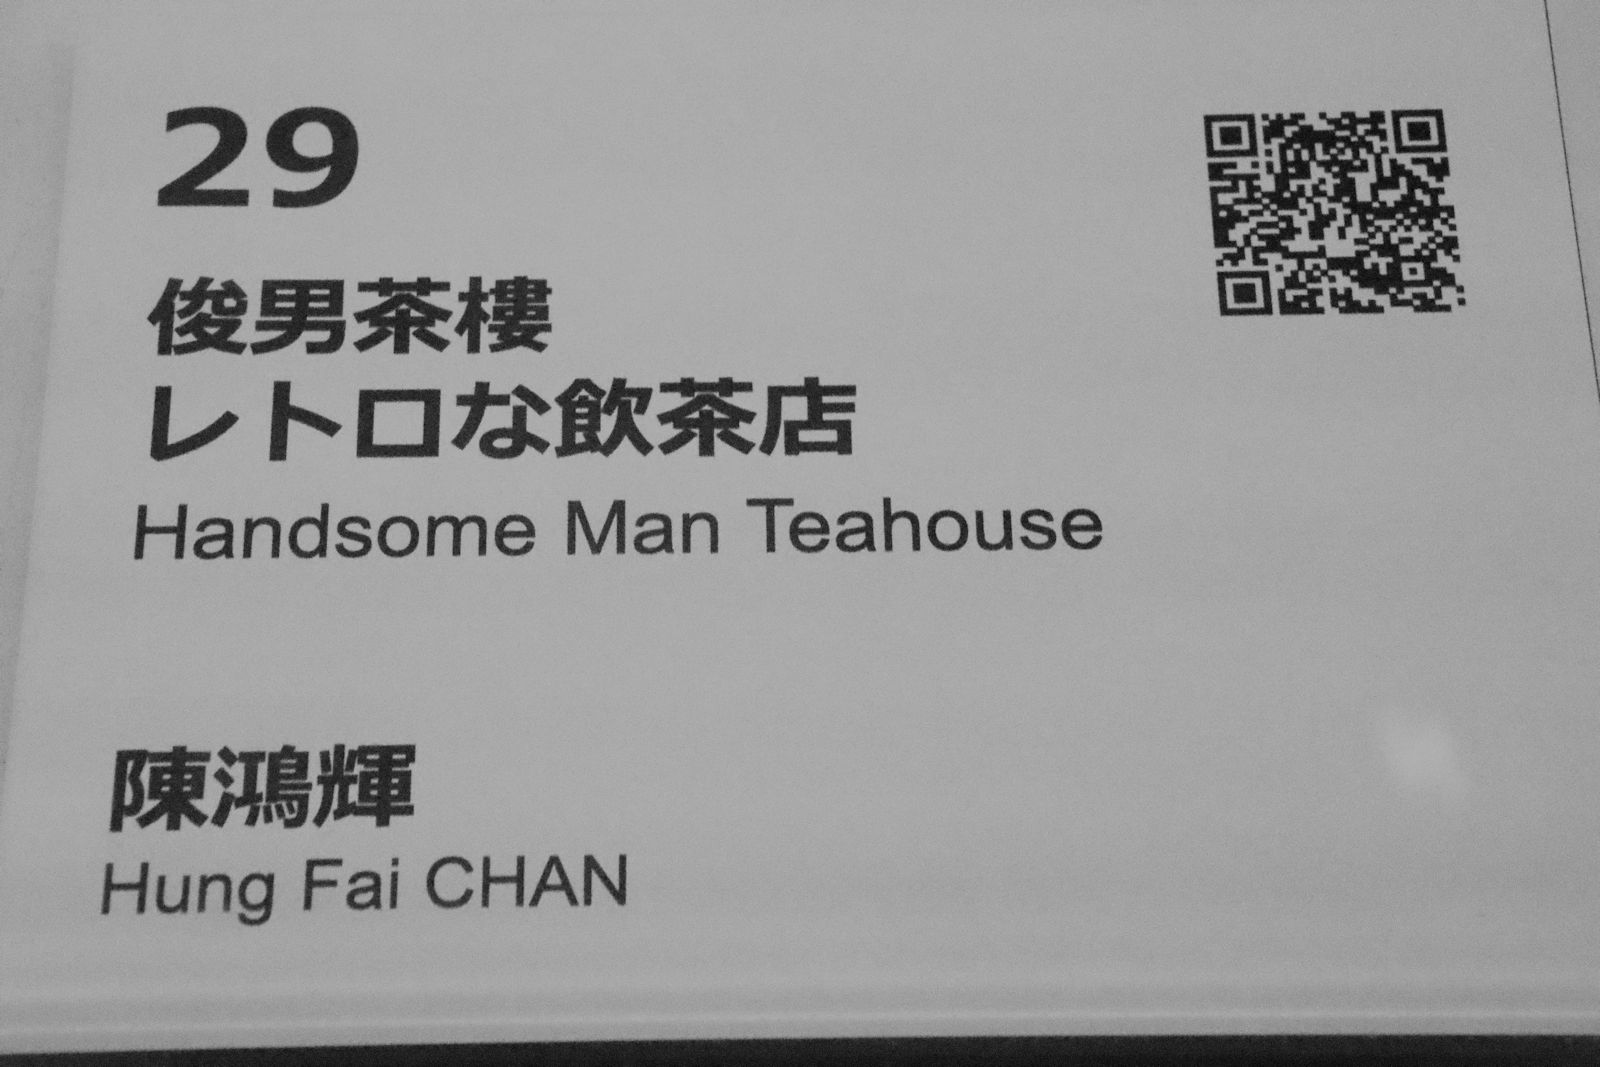 29
俊男茶樓
レトロな飲茶店
Handsome Man Teahouse
陳鴻輝
Hung Fai CHAN